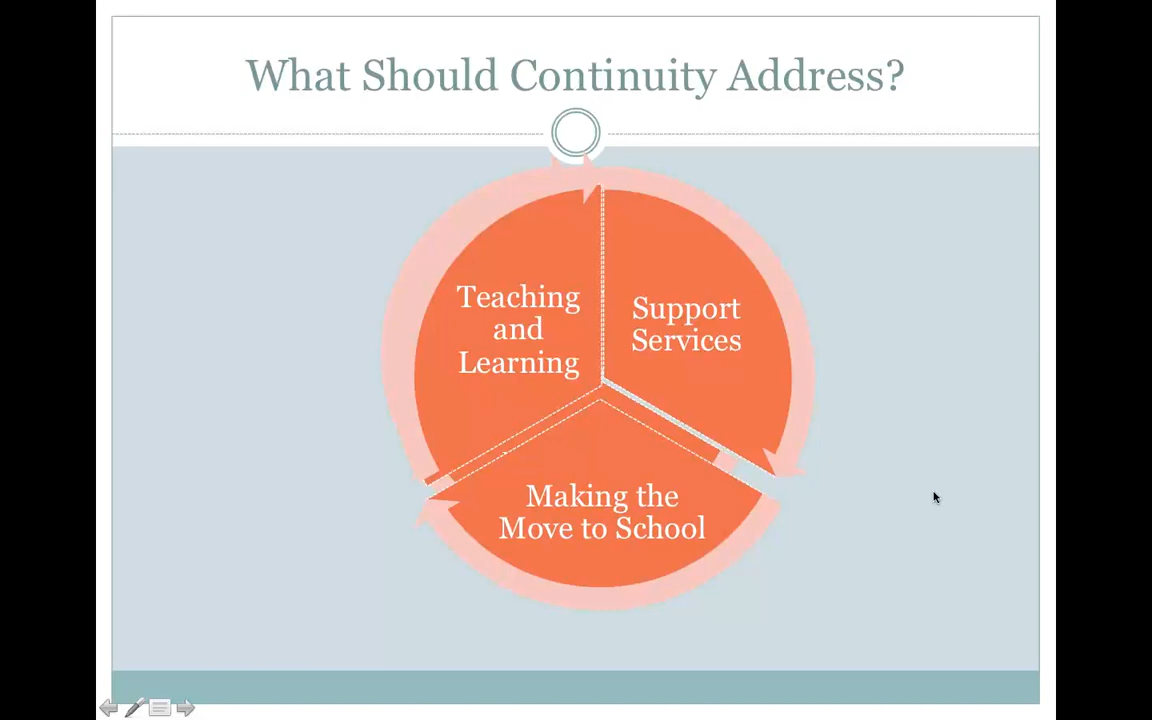 What Should Continuity Address?
Teaching
and
Learning
Support
Services
Making the
Move to School